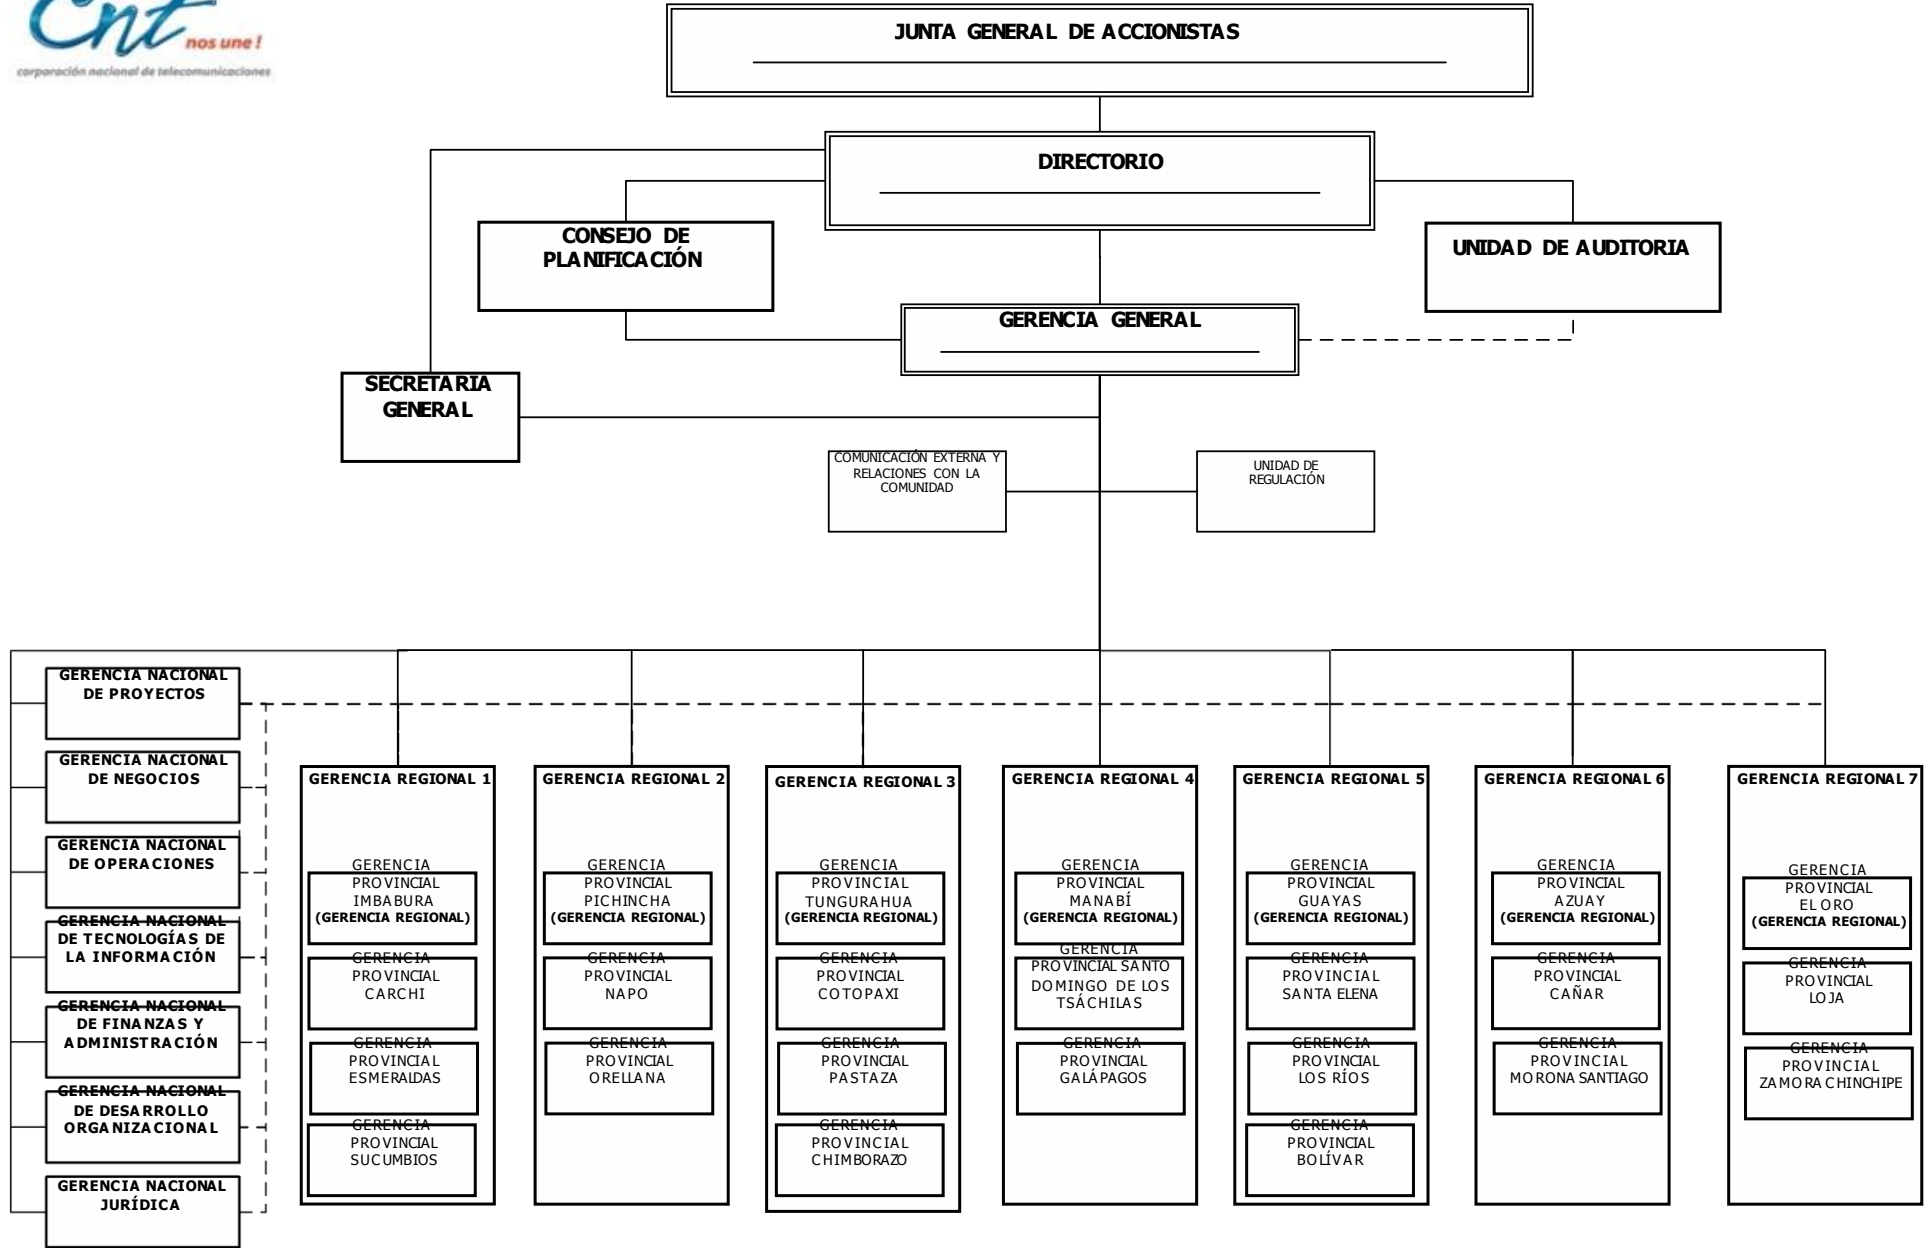 Cnt
nos une!
corporación nacional de telecomunicaciones
JUNTA GENERAL DE ACCIONISTAS
DIRECTORIO
CONSEJO DE
PLANIFICACIÓN
UNIDAD DE AUDITORIA
GERENCIA GENERAL
SECRETARIA
GENERAL
COMUNICACIÓN EXTERNA Y
RELACIONES CON LA
COMUNIDAD
UNIDAD DE
REGULACIÓN
GERENCIA NACIONAL
DE PROYECTOS
GERENCIA NACIONAL
DE NEGOCIOS
GERENCIA NACIONAL
DE OPERACIONES
GERENCIA NACIONAL
DE TECNOLOGÍAS DE
LA INFORMACIÓN
GERENCIA NACIONAL
DE FINANZAS Y
ADMINISTRACIÓN
GERENCIA NACIONAL
DE DESARROLLO
ORGANIZACIONAL
GERENCIA NACIONAL
JURÍDICA
GERENCIA REGIONAL 1
GERENCIA
PROVINCIAL
IMBABURA
(GERENCIA REGIONAL)
GERENCIA
PROVINCIAL
CARCHI
GERENCIA
PROVINCIAL
ESMERALDAS
GERENCIA
PROVINCIAL
SUCUMBIOS
GERENCIA REGIONAL 2
GERENCIA
PROVINCIAL
PICHINCHA
(GERENCIA REGIONAL)
GERENCIA
PROVINCIAL
NAPO
GERENCIA
PROVINCIAL
ORELLANA
GERENCIA REGIONAL 3
GERENCIA
PROVINCIAL
TUNGURAHUA
(GERENCIA REGIONAL)
GERENCIA
PROVINCIAL
COTOPAXI
GERENCIA
PROVINCIAL
PASTAZA
GERENCIA
PROVINCIAL
CHIMBORAZO
GERENCIA REGIONAL 4
GERENCIA
PROVINCIAL
MANABÍ
(GERENCIA REGIONAL)
GERENCIA
PROVINCIAL SANTO
DOMINGO DE LOS
TSÁCHILAS
GERENCIA
PROVINCIAL
GALÁPAGOS
GERENCIA REGIONAL 5
GERENCIA
PROVINCIAL
GUAYAS
(GERENCIA REGIONAL)
GERENCIA
PROVINCIAL
SANTA ELENA
GERENCIA
PROVINCIAL
LOS RÍOS
GERENCIA
PROVINCIAL
BOLÍVAR
GERENCIA REGIONAL 6
GERENCIA
PROVINCIAL
AZUAY
(GERENCIA REGIONAL)
GERENCIA
PROVINCIAL
CAÑAR
GERENCIA
PROVINCIAL
MORONA SANTIAGO
GERENCIA REGIONAL 7
GERENCIA
PROVINCIAL
EL ORO
(GERENCIA REGIONAL)
GERENCIA
PROVINCIAL
LOJA
GERENCIA
PROVINCIAL
ZAMORA CHINCHIPE